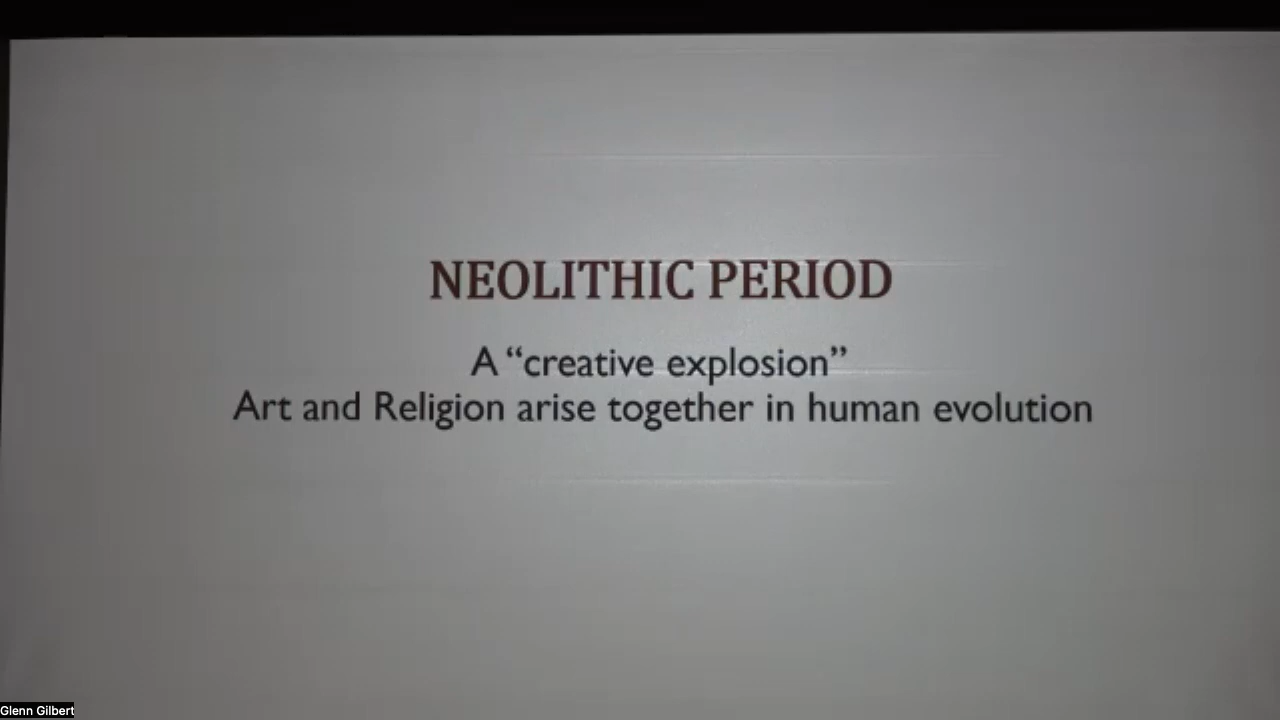 NEOLITHIC PERIOD
A “creative explosion”
Art and Religion arise together in human evolution
Glenn Gilbert